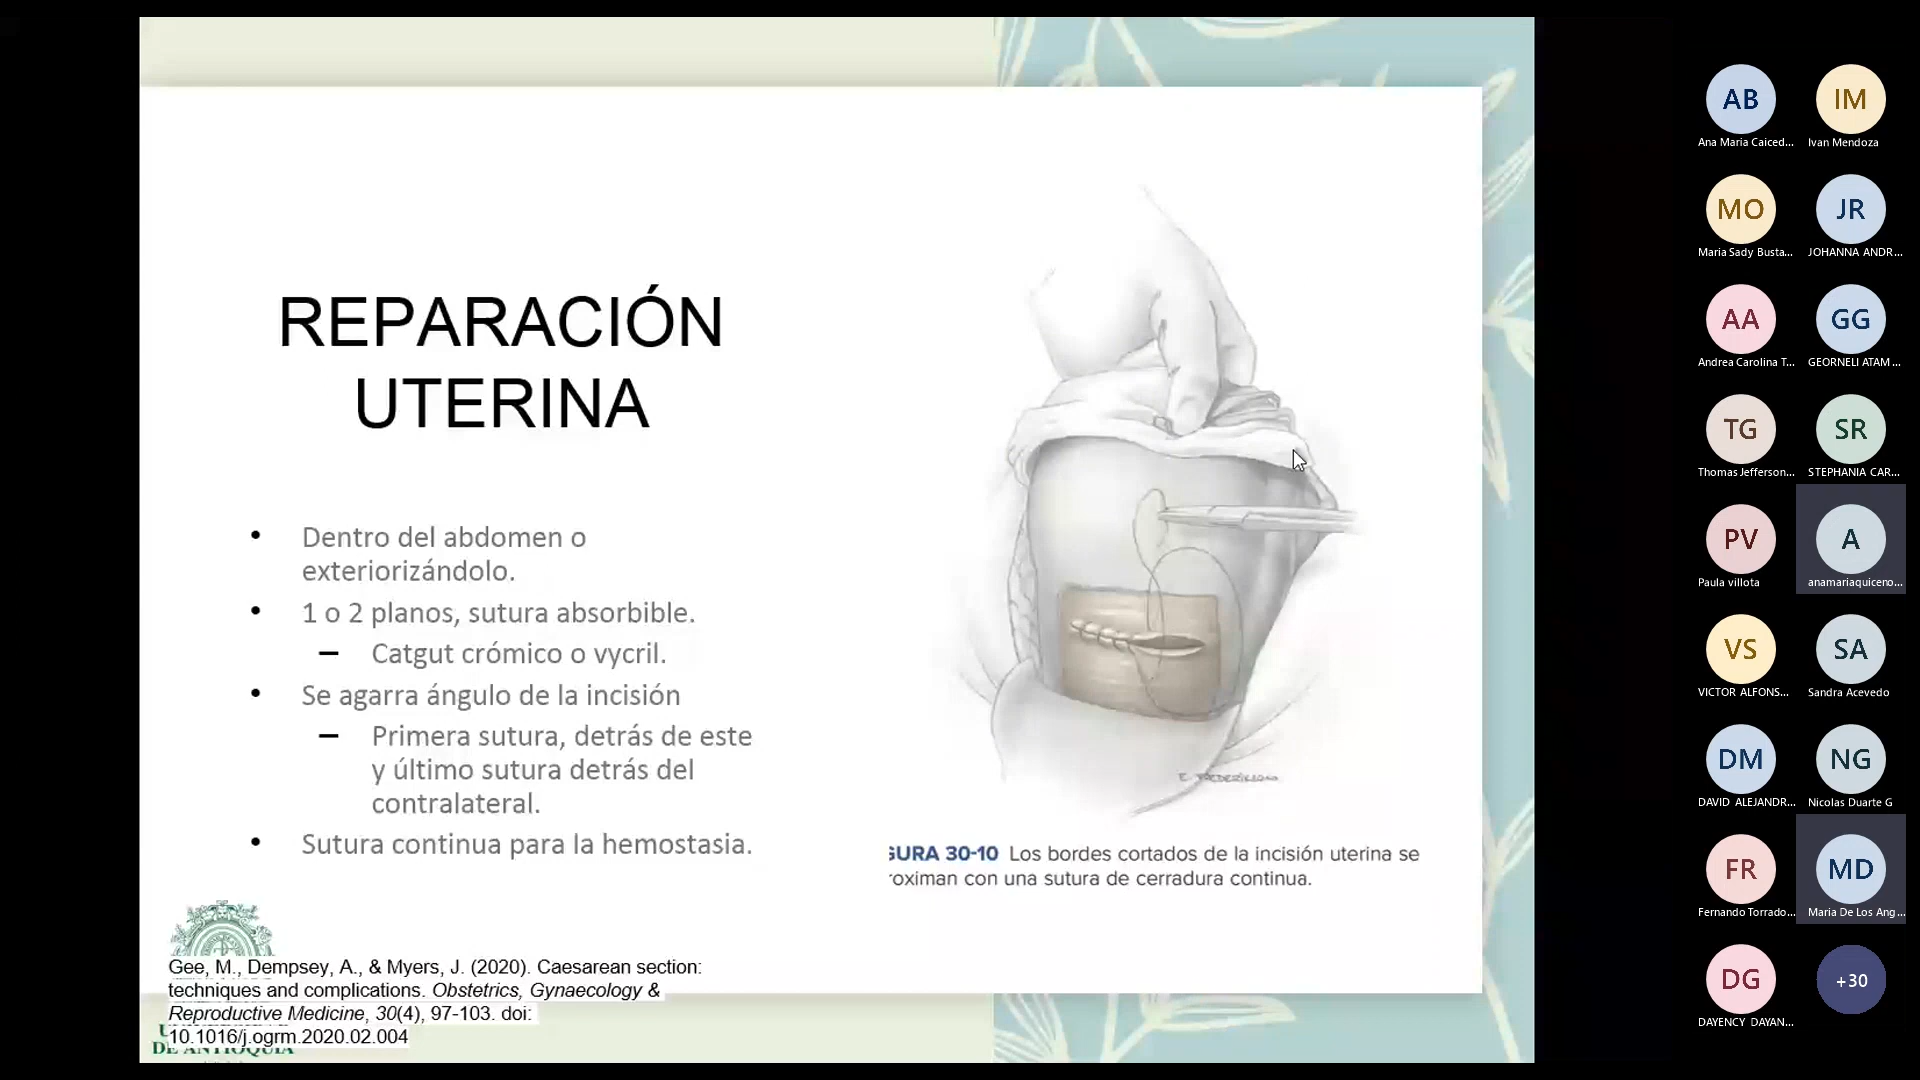 REPARACIÓN
UTERINA
• Dentro del abdomen o
exteriorizándolo.
• 1 o 2 planos, sutura absorbible.
– Catgut crómico o vycril.
• Se agarra ángulo de la incisión
– Primera sutura, detrás de este
y último sutura detrás del
contralateral.
• Sutura continua para la hemostasia.
GURA 30-10 Los bordes cortados de la incisión uterina se
roximan con una sutura de cerradura continua.
Gee, M., Dempsey, A., & Myers, J. (2020). Caesarean section:
techniques and complications. Obstetrics, Gynaecology &
Reproductive Medicine, 30(4), 97-103. doi:
10.1016/j.ogrm.2020.02.004
DE ANTIOQUIA
AB
Ana Maria Caiced...
IM
Ivan Mendoza
MO
Maria Sady Busta...
JR
JOHANNA ANDR...
AA
Andrea Carolina T...
GG
GEORNELI ATAM...
TG
Thomas Jefferson...
SR
STEPHANIA CAR...
PV
Paula villota
A
anamariaquiceno...
VS
VICTOR ALFONS...
SA
Sandra Acevedo
DM
DAVID ALEJANDR...
NG
Nicolas Duarte G
FR
Fernando Torrado...
MD
Maria De Los Ang...
DG
DAYENCY DAYAN...
+30